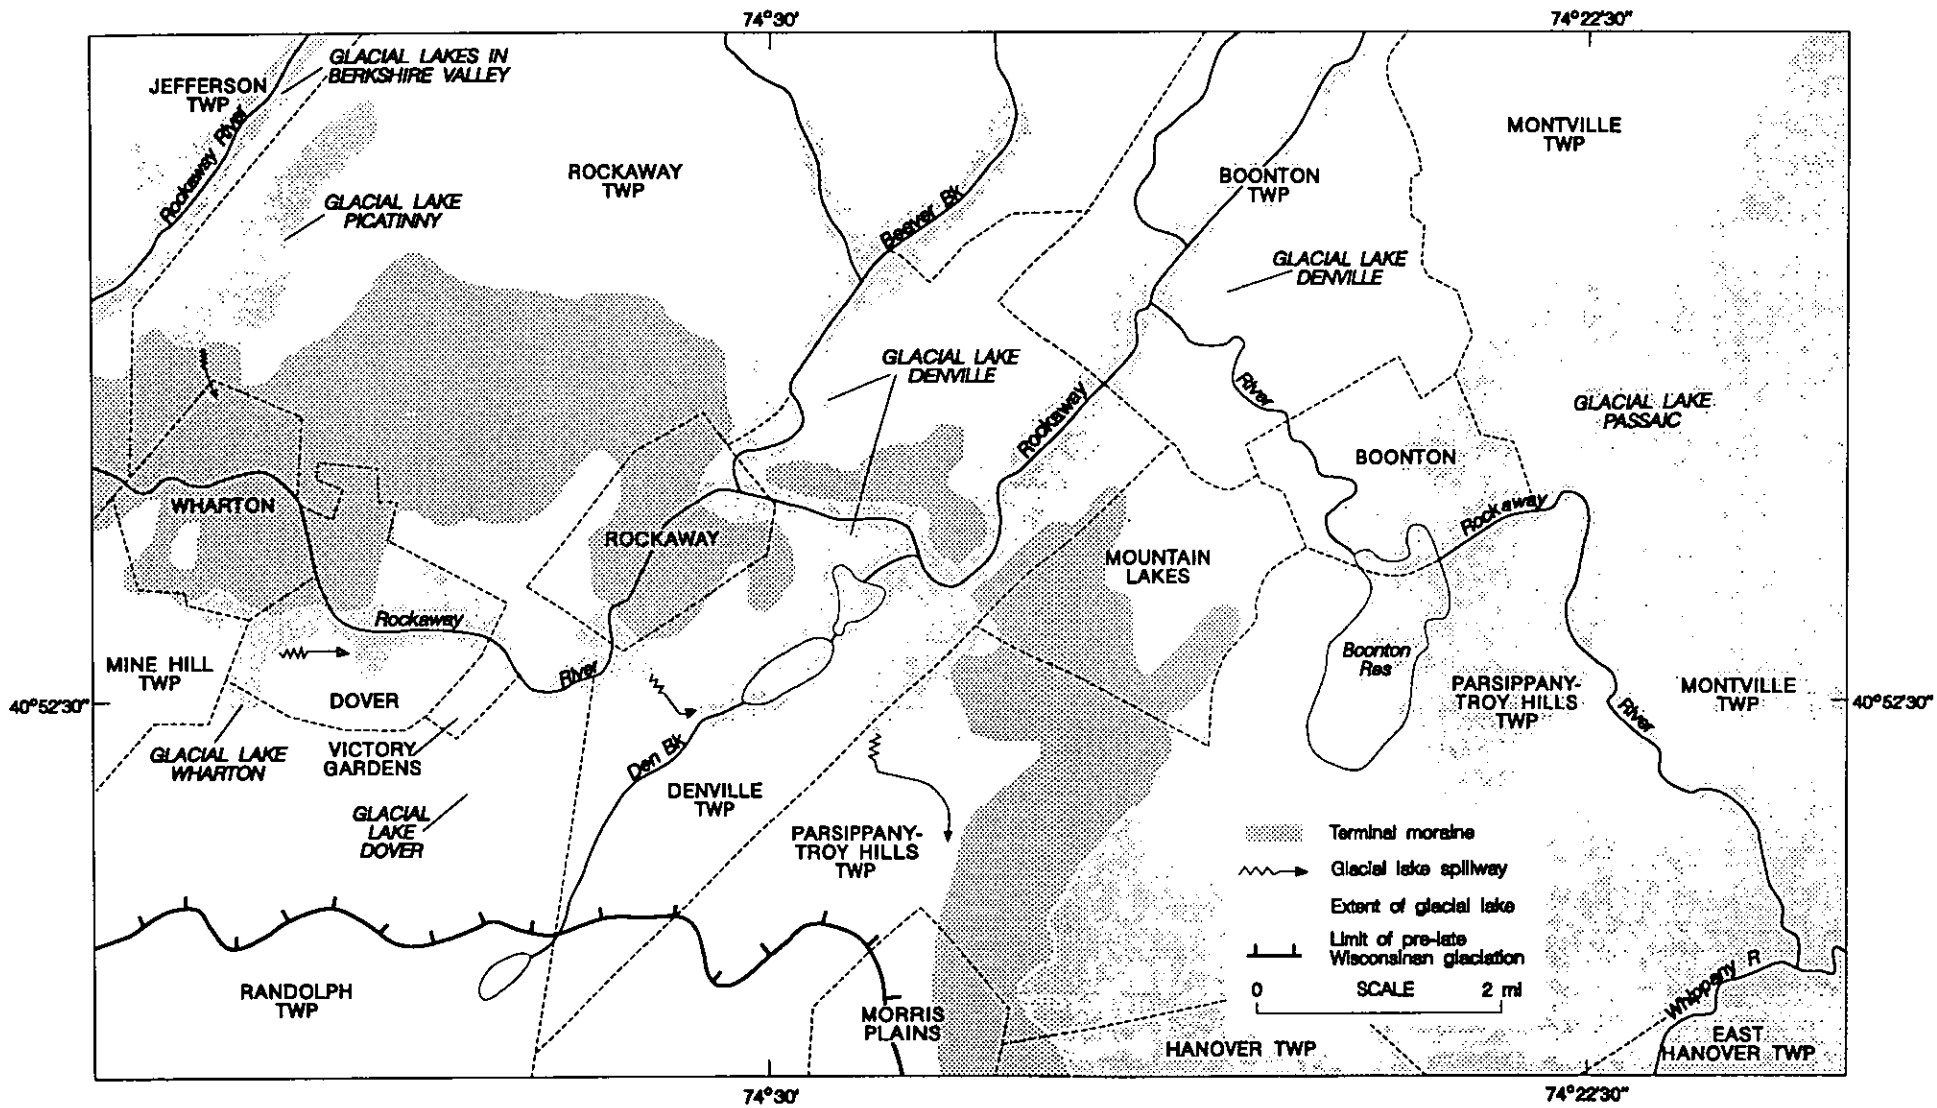 74°30'
74°22'30"
GLACIAL LAKES IN
BERKSHIRE VALLEY
JEFFERSON
TWP
Rockaway River
GLACIAL LAKE
PICATINNY
ROCKAWAY
TWP
Beaver Bk
BOONTON
TWP
MONTVILLE
TWP
GLACIAL LAKE
DENVILLE
GLACIAL LAKE
DENVILLE
Rockaway
River
GLACIAL LAKE
PASSAIC
BOONTON
Rockaway
WHARTON
ROCKAWAY
MOUNTAIN
LAKES
Rockaway
River
MINE HILL
TWP
DOVER
Boonton
Res
PARSIPPANY-
TROY HILLS
TWP
MONTVILLE
TWP
River
40°52'30"
40°52'30"
GLACIAL LAKE
WHARTON
VICTORY
GARDENS
Den Bk
DENVILLE
TWP
GLACIAL
LAKE
DOVER
PARSIPPANY-
TROY HILLS
TWP
Terminal moraine
Glacial lake spillway
Extent of glacial lake
Limit of pre-late
Wisconsinan glaciation
0 SCALE 2 mi
RANDOLPH
TWP
MORRIS
PLAINS
HANOVER TWP
Whippany R
EAST
HANOVER TWP
74°30'
74°22'30"